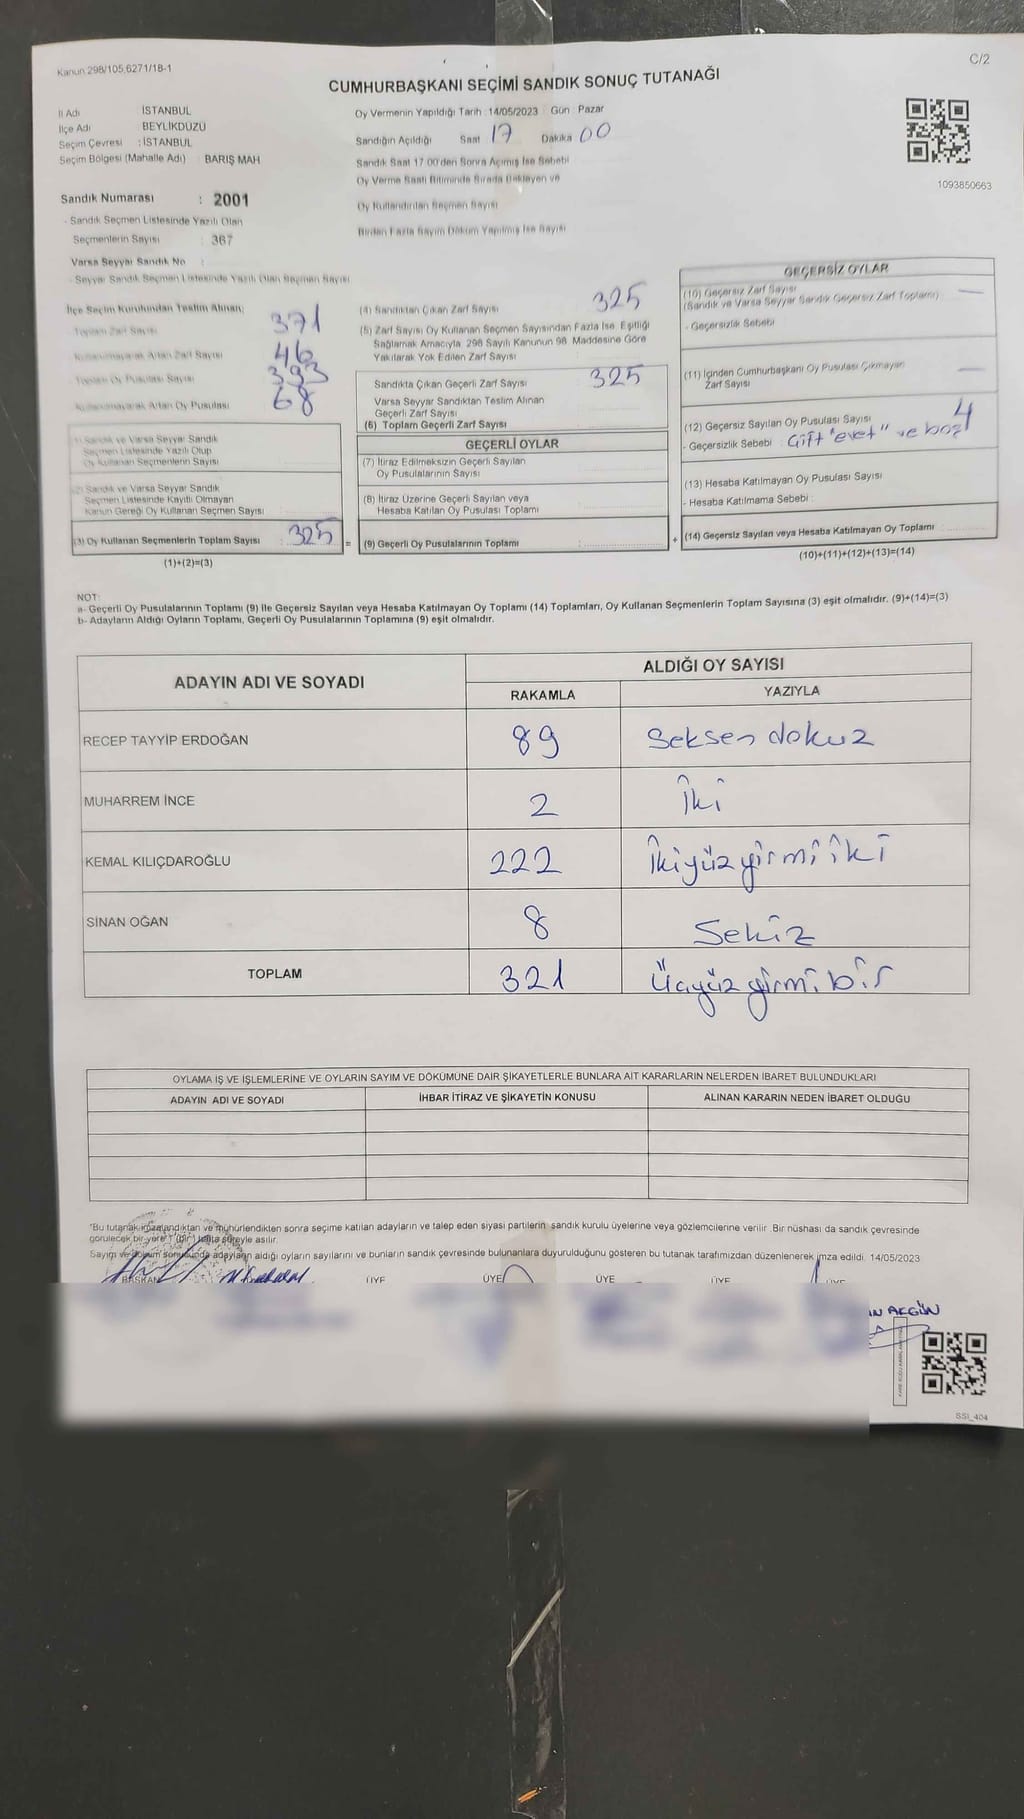 Kanun 298/105,6271/18-1
C/2
CUMHURBAŞKANI SEÇİMİ SANDIK SONUÇ TUTANAĞI
İl Adı İSTANBUL
İlçe Adı BEYLİKDÜZÜ
Seçim Çevresi : İSTANBUL
Seçim Bölgesi (Mahalle Adı) BARIŞ MAH
Sandık Numarası : 2001
- Sandık Seçmen Listesinde Yazılı Olan
Seçmenlerin Sayısı : 367
Varsa Seyyar Sandık No :
- Seyyar Sandık Seçmen Listesinde Yazılı Olan Seçmen Sayısı
Oy Vermenin Yapıldığı Tarih : 14/05/2023 Gün : Pazar
Sandığın Açıldığı Saat 17 Dakika 00
Sandık Saat 17.00'den Sonra Açılmış İse Sebebi
Oy Verme Saati Bitiminde Sırada Bekleyen ve
Oy Kullandırılan Seçmen Sayısı
Birden Fazla Sayım Döküm Yapılmış İse Sayısı
1093850663
İlçe Seçim Kurulundan Teslim Alınan;
Toplam Zarf Sayısı 371
Kullanılmayarak Artan Zarf Sayısı 46
Toplam Oy Pusulası Sayısı 393
Kullanılmayarak Artan Oy Pusulası 68
(1) Sandık ve Varsa Seyyar Sandık
Seçmen Listesinde Yazılı Olup
Oy Kullanan Seçmenlerin Sayısı
(2) Sandık ve Varsa Seyyar Sandık
Seçmen Listesinde Kayıtlı Olmayan
Kanun Gereği Oy Kullanan Seçmen Sayısı :
(3) Oy Kullanan Seçmenlerin Toplam Sayısı : 325 =
(1)+(2)=(3)
(4) Sandıktan Çıkan Zarf Sayısı 325
(5) Zarf Sayısı Oy Kullanan Seçmen Sayısından Fazla İse, Eşitliği
Sağlamak Amacıyla, 298 Sayılı Kanunun 98. Maddesine Göre
Yakılarak Yok Edilen Zarf Sayısı :
Sandıkta Çıkan Geçerli Zarf Sayısı : 325
Varsa Seyyar Sandıktan Teslim Alınan
Geçerli Zarf Sayısı
(6) Toplam Geçerli Zarf Sayısı
GEÇERLİ OYLAR
(7) İtiraz Edilmeksizin Geçerli Sayılan
Oy Pusulalarının Sayısı
(8) İtiraz Üzerine Geçerli Sayılan veya
Hesaba Katılan Oy Pusulası Toplamı
(9) Geçerli Oy Pusulalarının Toplamı : +
GEÇERSİZ OYLAR
(10) Geçersiz Zarf Sayısı —
(Sandık ve Varsa Seyyar Sandık Geçersiz Zarf Toplamı)
- Geçersizlik Sebebi
(11) İçinden Cumhurbaşkanı Oy Pusulası Çıkmayan —
Zarf Sayısı
(12) Geçersiz Sayılan Oy Pusulası Sayısı 4
- Geçersizlik Sebebi : Çift "evet" ve boş
(13) Hesaba Katılmayan Oy Pusulası Sayısı
- Hesaba Katılmama Sebebi :
(14) Geçersiz Sayılan veya Hesaba Katılmayan Oy Toplamı
(10)+(11)+(12)+(13)=(14)
NOT:
a- Geçerli Oy Pusulalarının Toplamı (9) ile Geçersiz Sayılan veya Hesaba Katılmayan Oy Toplamı (14) Toplamları, Oy Kullanan Seçmenlerin Toplam Sayısına (3) eşit olmalıdır. (9)+(14)=(3)
b- Adayların Aldığı Oyların Toplamı, Geçerli Oy Pusulalarının Toplamına (9) eşit olmalıdır.
ADAYIN ADI VE SOYADI ALDIĞI OY SAYISI
RAKAMLA YAZIYLA
RECEP TAYYİP ERDOĞAN 89 Seksen dokuz
MUHARREM İNCE 2 İki
KEMAL KILIÇDAROĞLU 222 İkiyüz yirmi iki
SİNAN OĞAN 8 Sekiz
TOPLAM 321 Üçyüz yirmi bir
OYLAMA İŞ VE İŞLEMLERİNE VE OYLARIN SAYIM VE DÖKÜMÜNE DAİR ŞİKAYETLERLE BUNLARA AİT KARARLARIN NELERDEN İBARET BULUNDUKLARI
ADAYIN ADI VE SOYADI İHBAR İTİRAZ VE ŞİKAYETİN KONUSU ALINAN KARARIN NEDEN İBARET OLDUĞU
*Bu tutanak imzalandıktan ve mühürlendikten sonra seçime katılan adayların ve talep eden siyasi partilerin sandık kurulu üyelerine veya gözlemcilerine verilir. Bir nüshası da sandık çevresinde
görülecek bir yere 1 (bir) hafta süreyle asılır.
Sayım ve döküm sonucunda adayların aldığı oyların sayılarını ve bunların sandık çevresinde bulunanlara duyurulduğunu gösteren bu tutanak tarafımızdan düzenlenerek imza edildi. 14/05/2023
BAŞKAN ÜYE ÜYE ÜYE ÜYE ÜYE
AKGÜN
SSI_404